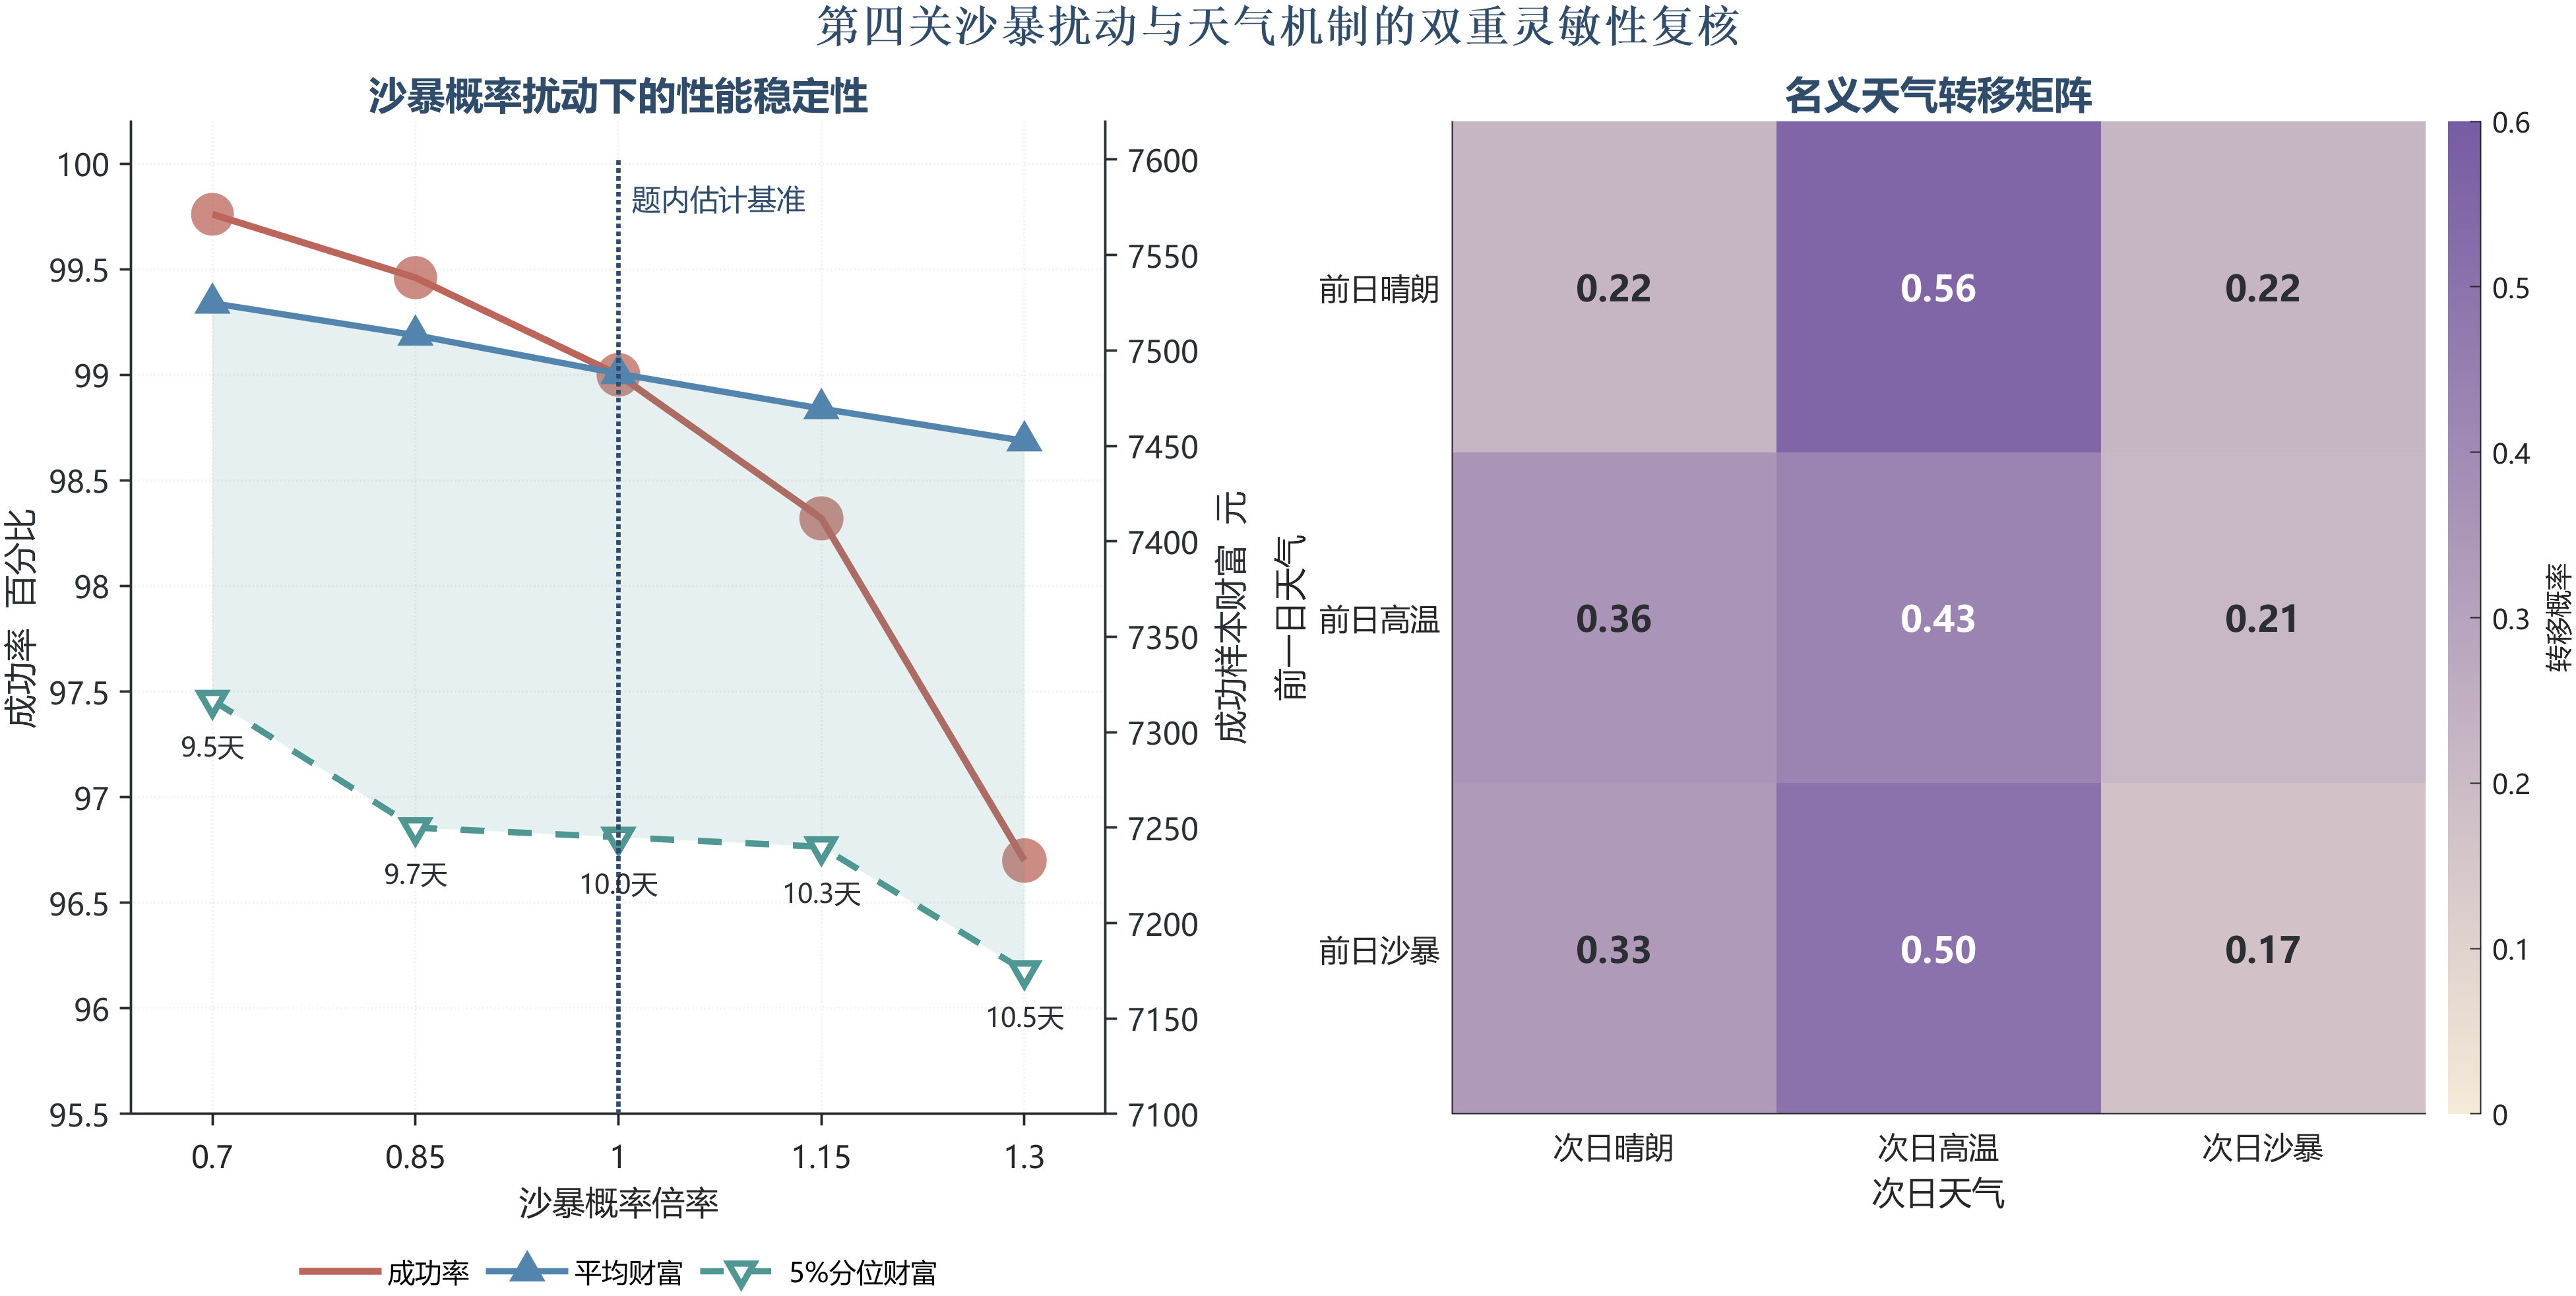 第四关沙暴扰动与天气机制的双重灵敏性复核
沙暴概率扰动下的性能稳定性
100
99.5
99
98.5
98
97.5
97
96.5
96
95.5
成功率 百分比
题内估计基准
9.5天
9.7天
10.0天
10.3天
10.5天
7600
7550
7500
7450
7400
7350
7300
7250
7200
7150
7100
成功样本财富 元
0.7
0.85
1
1.15
1.3
沙暴概率倍率
成功率
平均财富
5%分位财富
名义天气转移矩阵
前一日天气
前日晴朗
0.22
0.56
0.22
前日高温
0.36
0.43
0.21
前日沙暴
0.33
0.50
0.17
次日晴朗
次日高温
次日沙暴
次日天气
0.6
0.5
0.4
0.3
0.2
0.1
0
转移概率